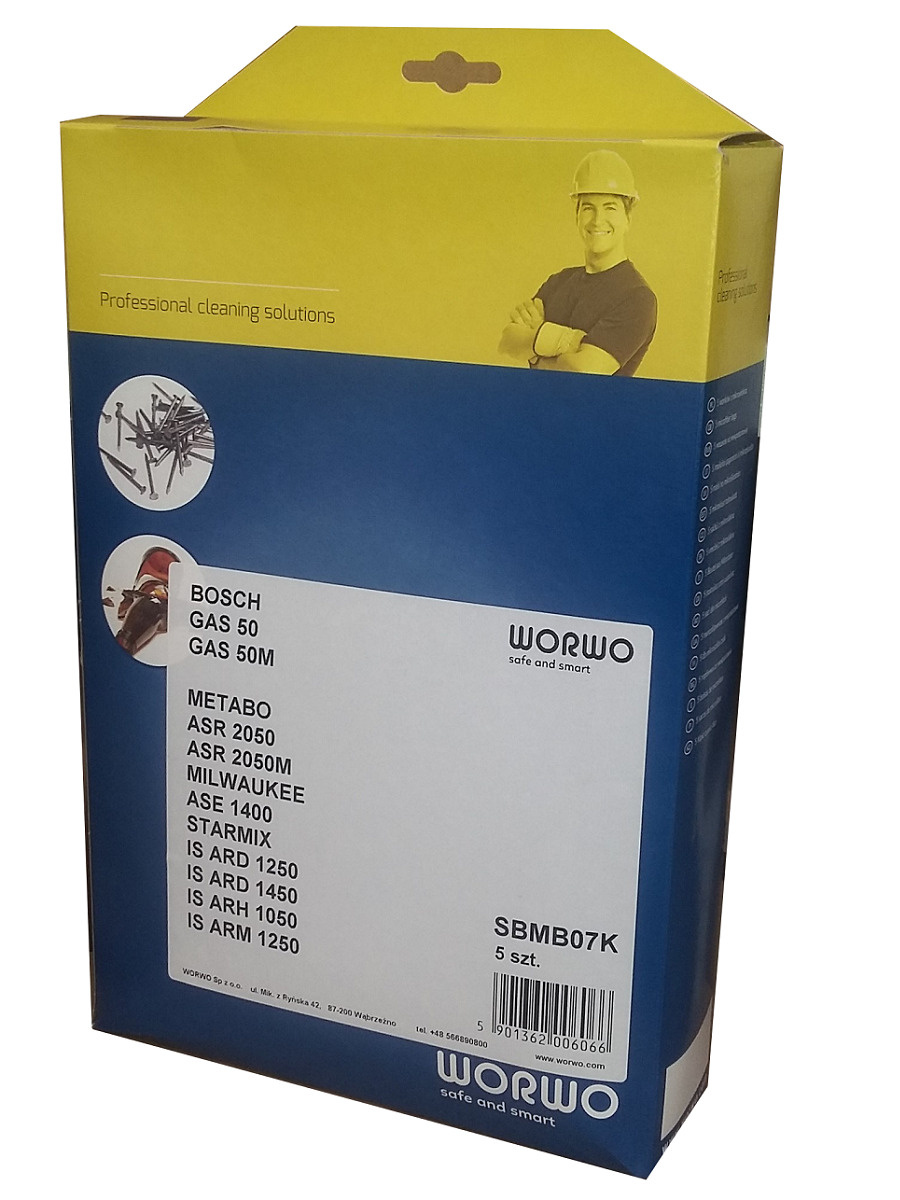 Professional cleaning solutions
Professional
cleaning solutions
BOSCH
GAS 50
GAS 50M
METABO
ASR 2050
ASR 2050M
MILWAUKEE
ASE 1400
STARMIX
IS ARD 1250
IS ARD 1450
IS ARH 1050
IS ARM 1250
WORWO
safe and smart
SBMB07K
5 szt.
5 901362 006066
WORWO Sp z o.o. ul. Mik. z Ryńska 42, 87-200 Wąbrzeźno tel. +48 566890800
www.worwo.com
WORWO
safe and smart